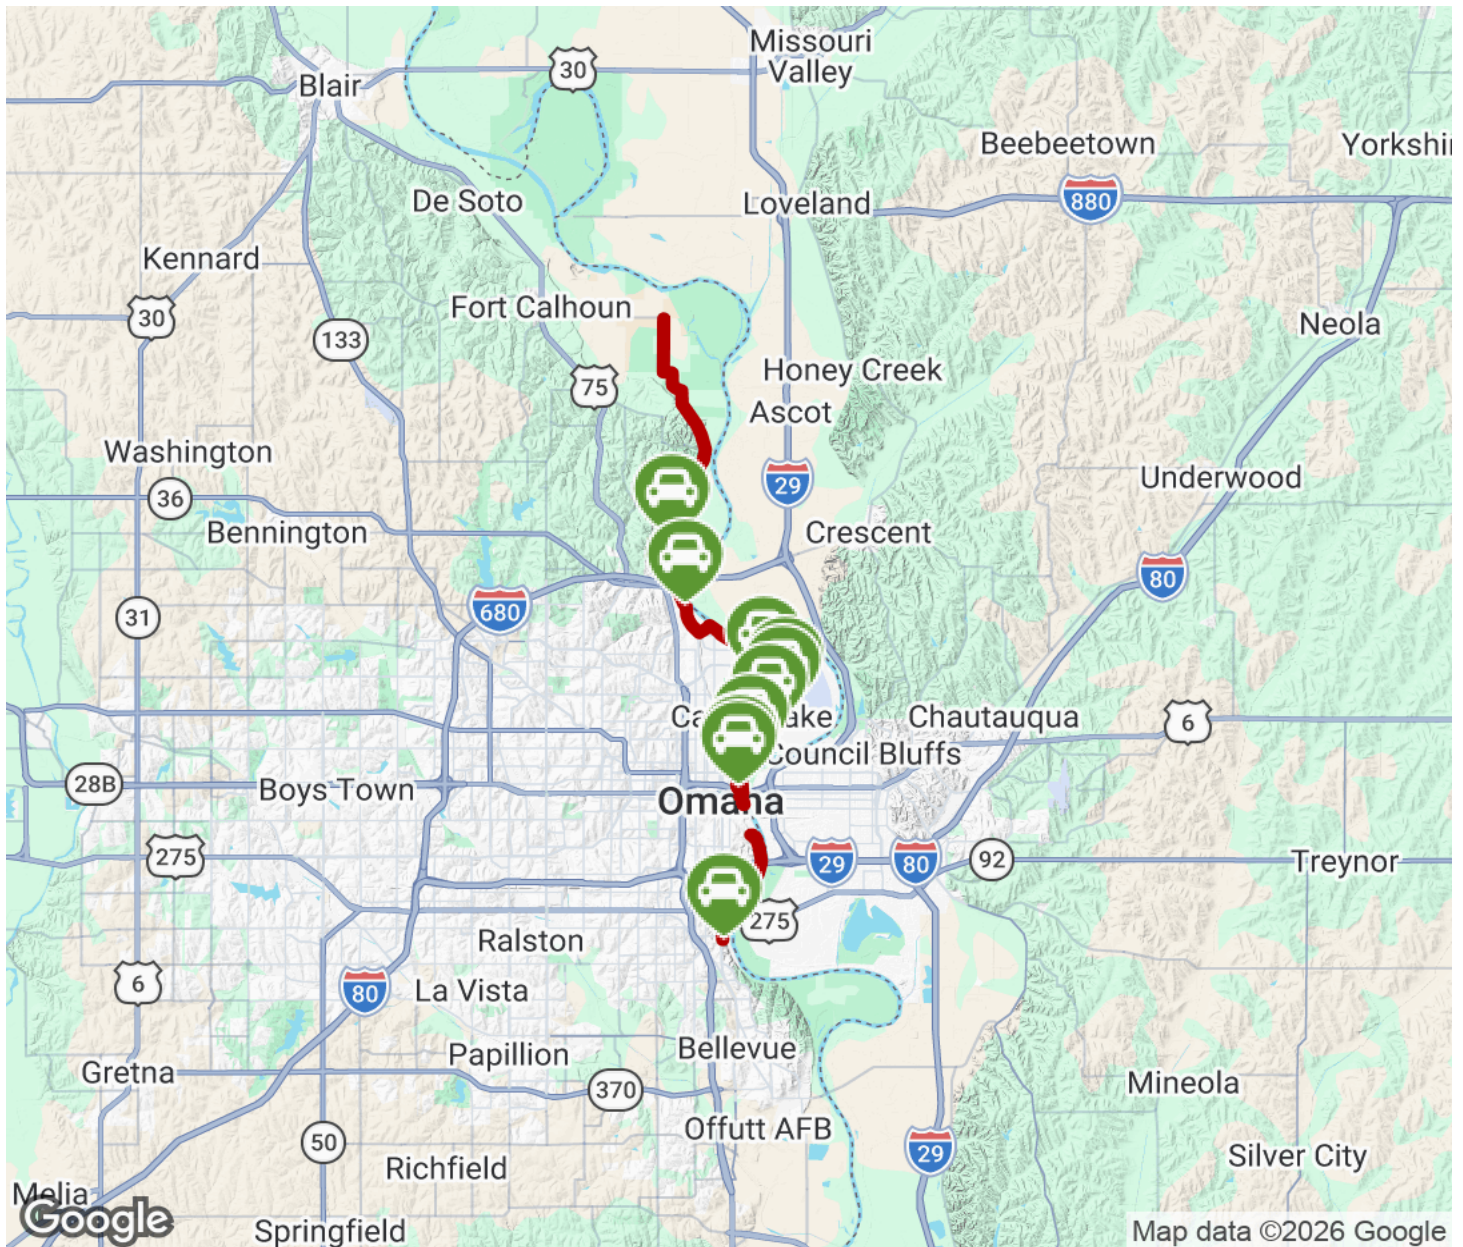 Missouri
Valley
30
Blair
Beebeetown
Yorkshi
De Soto
Loveland
880
Kennard
Fort Calhoun
30
133
Neola
75
Honey Creek
Ascot
Washington
36
29
Underwood
Bennington
Crescent
80
680
31
Chautauqua
6
Council Bluffs
28B
Boys Town
Omaha
275
29
80
92
Treynor
275
Ralston
6
80
La Vista
Papillion
Bellevue
Gretna
370
Mineola
Offutt AFB
50
29
Silver City
Richfield
Melia
Google
Springfield
Map data ©2026 Google